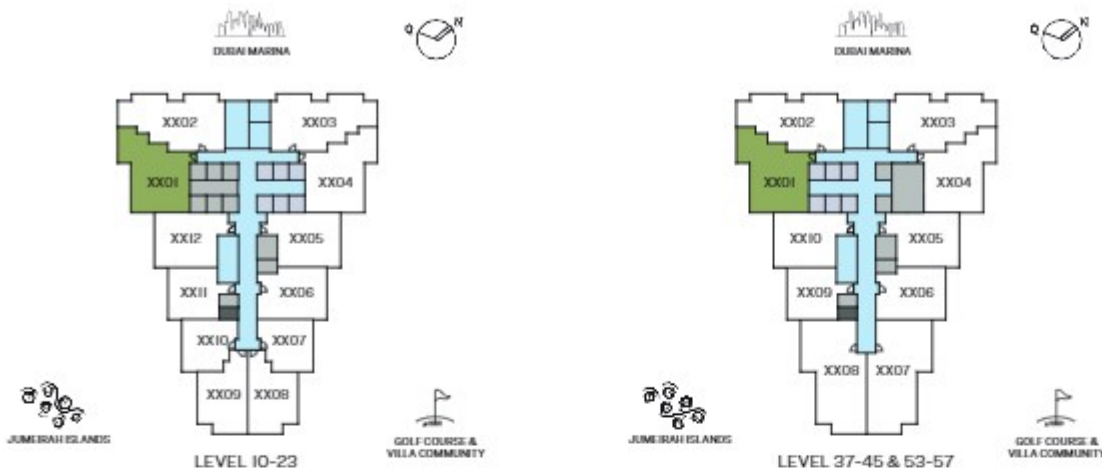 DUBAI MARINA
N
XX02
XX03
XX01
XX04
XX12
XX05
XX11
XX06
XX10
XX07
XX09
XX08
JUMEIRAH ISLANDS
GOLF COURSE &
VILLA COMMUNITY
LEVEL 10-23
DUBAI MARINA
N
XX02
XX03
XX01
XX04
XX10
XX05
XX09
XX06
XX08
XX07
JUMEIRAH ISLANDS
GOLF COURSE &
VILLA COMMUNITY
LEVEL 37-45 & 53-57